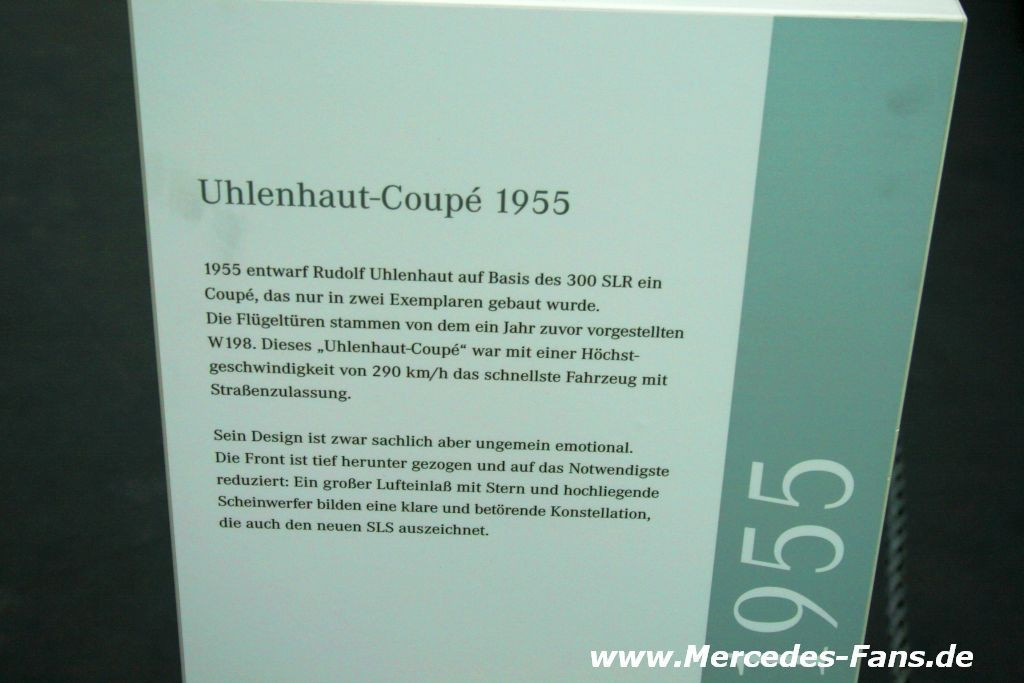 Uhlenhaut-Coupé 1955
1955 entwarf Rudolf Uhlenhaut auf Basis des 300 SLR ein
Coupé, das nur in zwei Exemplaren gebaut wurde.
Die Flügeltüren stammen von dem ein Jahr zuvor vorgestellten
W198. Dieses „Uhlenhaut-Coupé“ war mit einer Höchst-
geschwindigkeit von 290 km/h das schnellste Fahrzeug mit
Straßenzulassung.
Sein Design ist zwar sachlich aber ungemein emotional.
Die Front ist tief herunter gezogen und auf das Notwendigste
reduziert: Ein großer Lufteinlaß mit Stern und hochliegende
Scheinwerfer bilden eine klare und betörende Konstellation,
die auch den neuen SLS auszeichnet.
1955
www.Mercedes-Fans.de